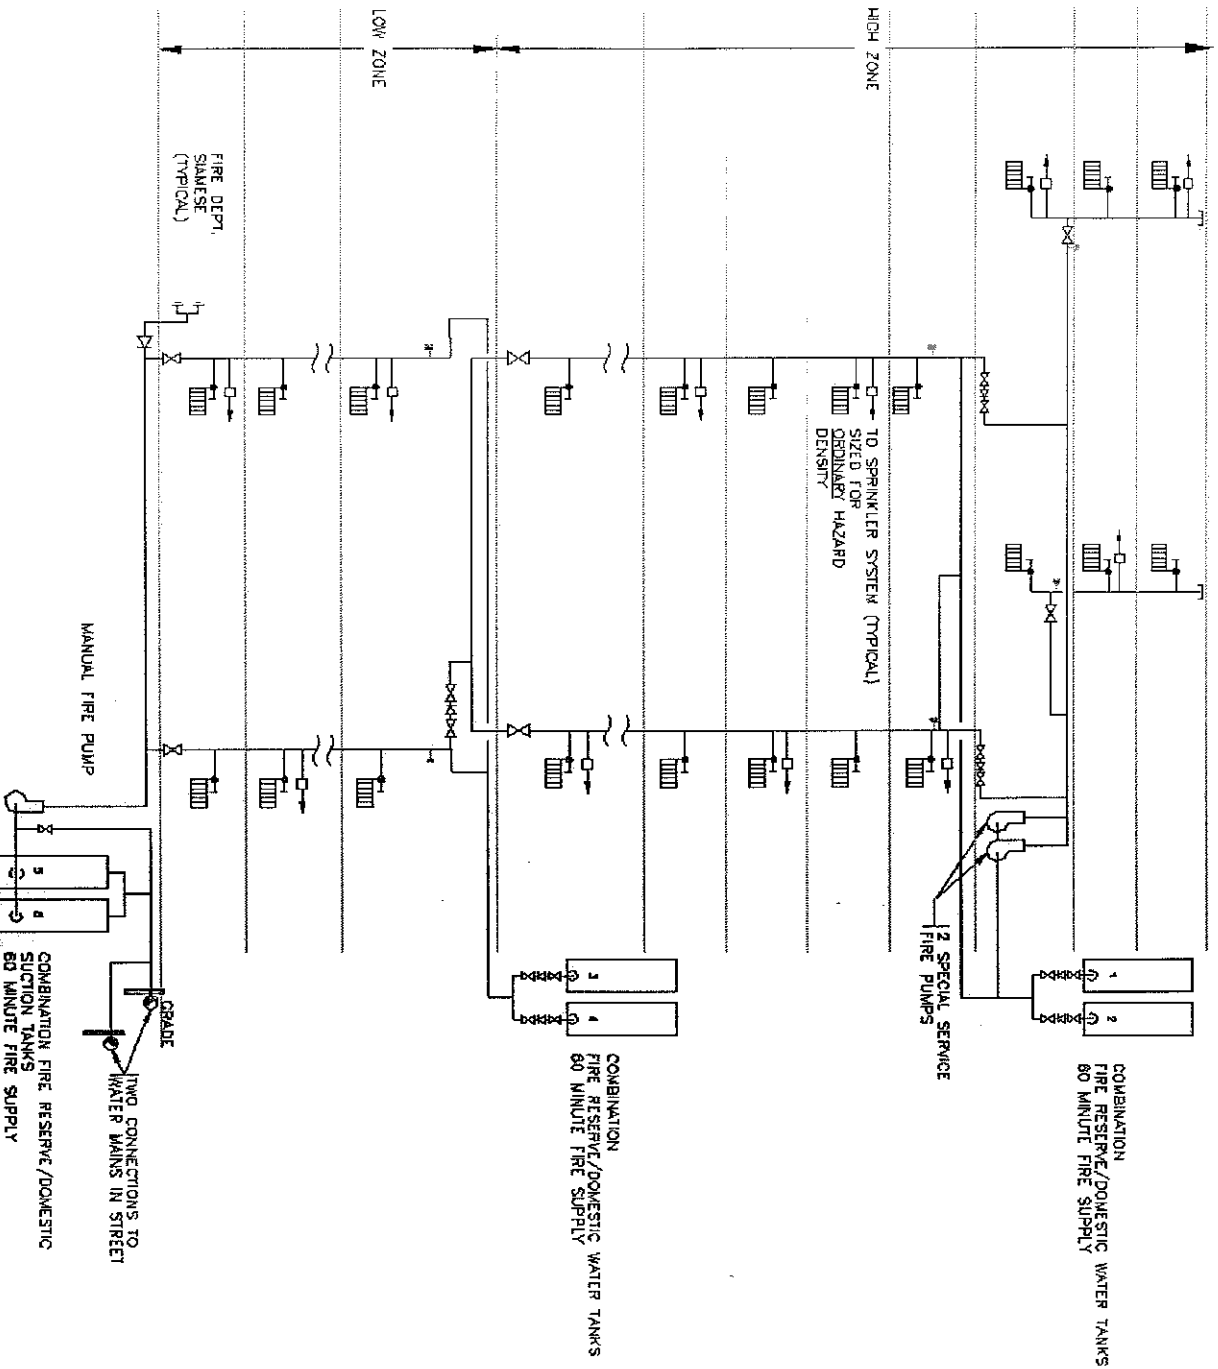 HIGH ZONE
LOW ZONE
FIRE DEPT.
SIAMESE
(TYPICAL)
TO SPRINKLER SYSTEM (TYPICAL)
SIZED FOR
ORDINARY HAZARD
DENSITY
MANUAL FIRE PUMP
2 SPECIAL SERVICE
FIRE PUMPS
1
2
COMBINATION
FIRE RESERVE/DOMESTIC WATER TANKS
60 MINUTE FIRE SUPPLY
3
4
COMBINATION
FIRE RESERVE/DOMESTIC WATER TANKS
60 MINUTE FIRE SUPPLY
5
6
GRADE
TWO CONNECTIONS TO
WATER MAINS IN STREET
COMBINATION FIRE RESERVE/DOMESTIC
SUCTION TANKS
60 MINUTE FIRE SUPPLY